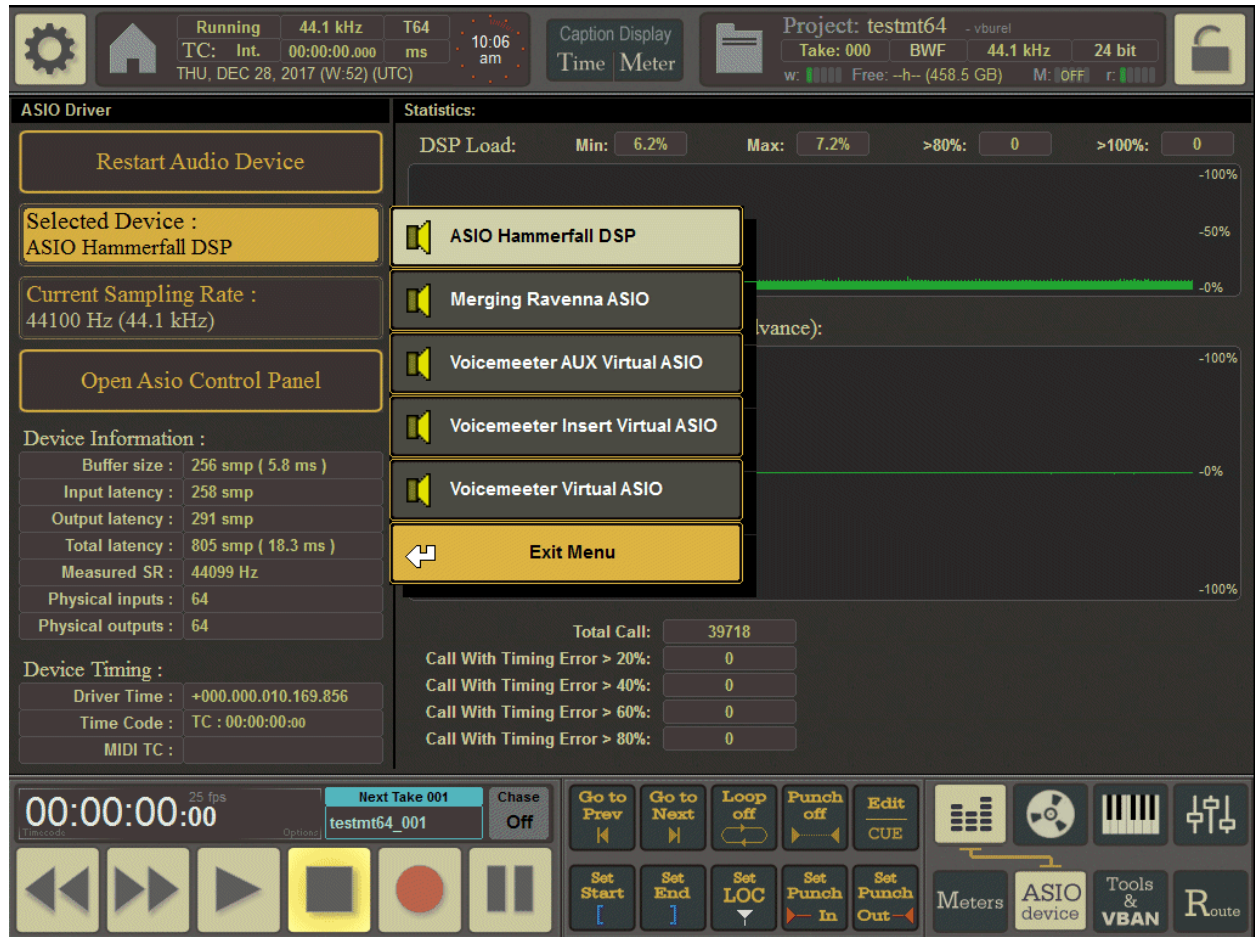 Running 44.1 kHz T64
TC: Int. 00:00:00.000 ms
THU, DEC 28, 2017 (W:52) (UTC)
10:06
am
Caption Display
Time Meter
Project: testmt64 - vburel
Take: 000 BWF 44.1 kHz 24 bit
w: Free: --h-- (458.5 GB) M: OFF r:
ASIO Driver
Restart Audio Device
Selected Device :
ASIO Hammerfall DSP
Current Sampling Rate :
44100 Hz (44.1 kHz)
Open Asio Control Panel
Device Information :
Buffer size : 256 smp ( 5.8 ms )
Input latency : 258 smp
Output latency : 291 smp
Total latency : 805 smp ( 18.3 ms )
Measured SR : 44099 Hz
Physical inputs : 64
Physical outputs : 64
Device Timing :
Driver Time : +000.000.010.169.856
Time Code : TC : 00:00:00:00
MIDI TC :
Statistics:
DSP Load: Min: 6.2% Max: 7.2% >80%: 0 >100%: 0
-100%
-50%
-0%
ASIO Hammerfall DSP
Merging Ravenna ASIO
Voicemeeter AUX Virtual ASIO
Voicemeeter Insert Virtual ASIO
Voicemeeter Virtual ASIO
Exit Menu
vance):
-100%
-0%
-100%
Total Call: 39718
Call With Timing Error > 20%: 0
Call With Timing Error > 40%: 0
Call With Timing Error > 60%: 0
Call With Timing Error > 80%: 0
00:00:00:00
25 fps
Timecode
Options
Next Take 001
testmt64_001
Chase
Off
Go to
Prev
Go to
Next
Loop
off
Punch
off
Edit
CUE
Set
Start
Set
End
Set
LOC
Set
Punch
In
Set
Punch
Out
Meters
ASIO
device
Tools
&
VBAN
Route